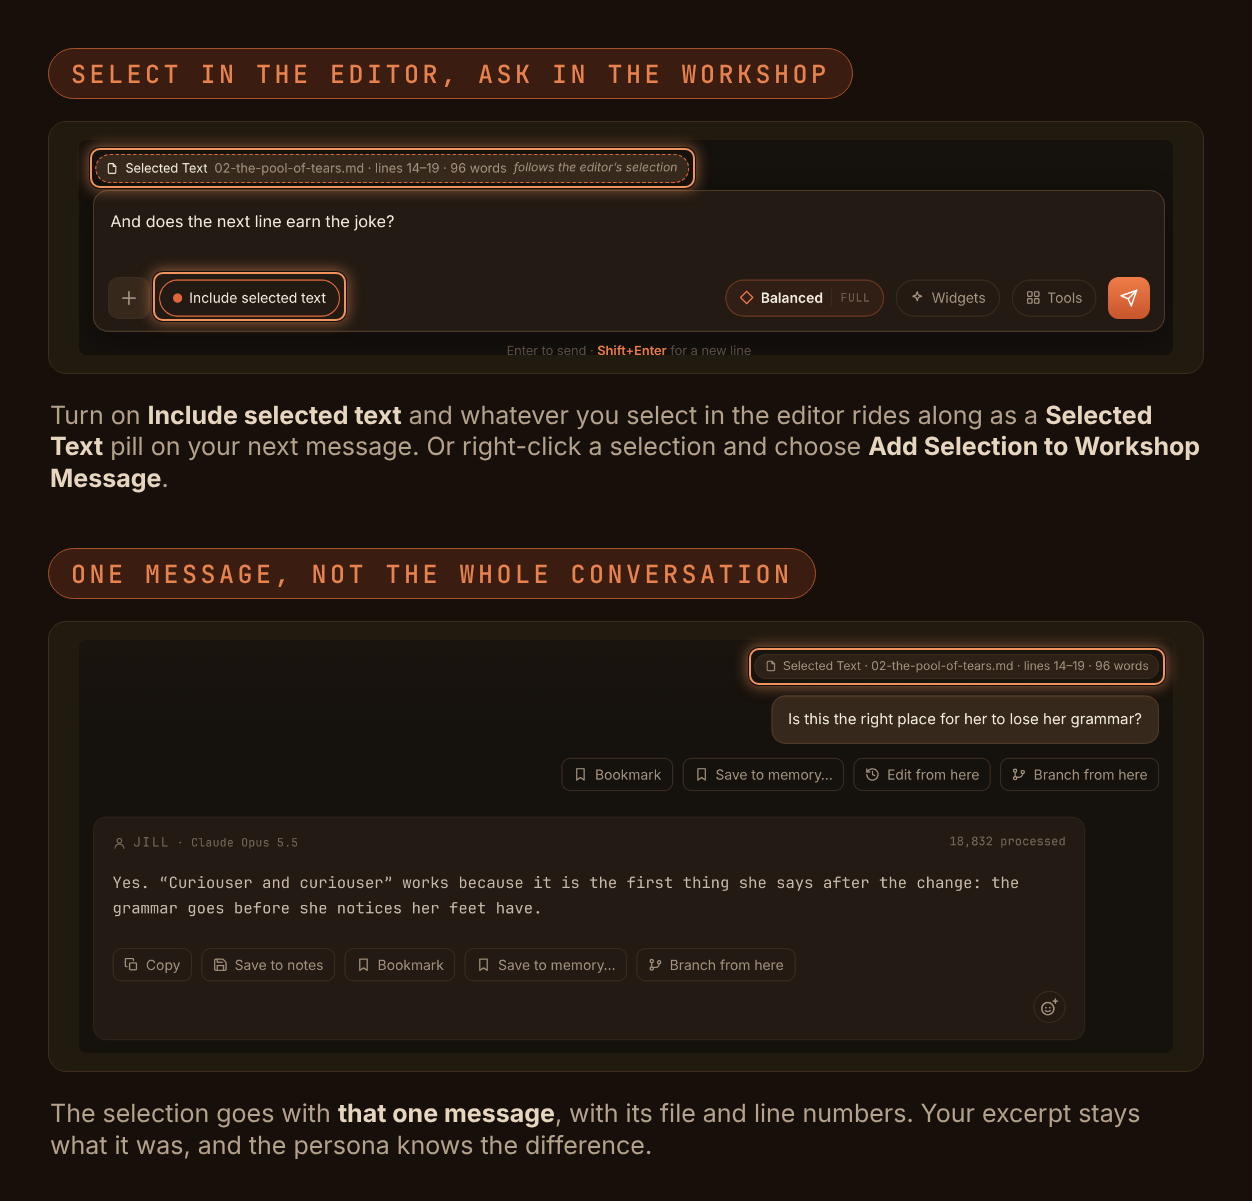 SELECT IN THE EDITOR, ASK IN THE WORKSHOP
Selected Text 02-the-pool-of-tears.md · lines 14–19 · 96 words follows the editor's selection
And does the next line earn the joke?
Include selected text
Balanced FULL
Widgets
Tools
Enter to send · Shift+Enter for a new line
Turn on Include selected text and whatever you select in the editor rides along as a Selected
Text pill on your next message. Or right-click a selection and choose Add Selection to Workshop
Message.
ONE MESSAGE, NOT THE WHOLE CONVERSATION
Selected Text · 02-the-pool-of-tears.md · lines 14–19 · 96 words
Is this the right place for her to lose her grammar?
Bookmark
Save to memory...
Edit from here
Branch from here
JILL · Claude Opus 5.5
18,832 processed
Yes. “Curiouser and curiouser” works because it is the first thing she says after the change: the
grammar goes before she notices her feet have.
Copy
Save to notes
Bookmark
Save to memory...
Branch from here
The selection goes with that one message, with its file and line numbers. Your excerpt stays
what it was, and the persona knows the difference.